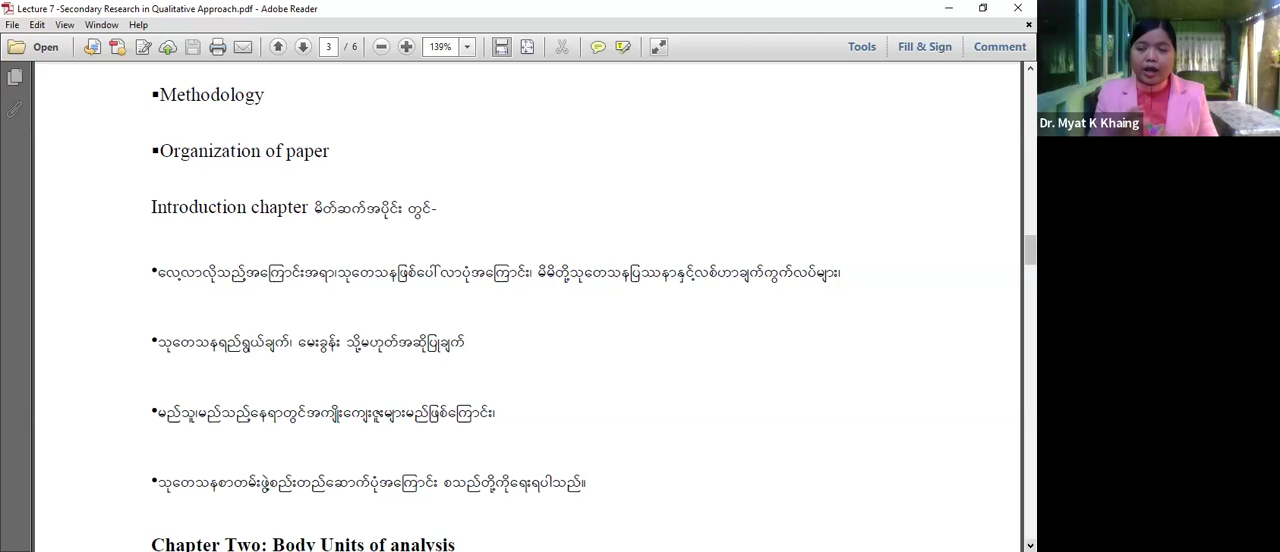 Lecture 7 -Secondary Research in Qualitative Approach.pdf - Adobe Reader
File Edit View Window Help
Open 3 / 6 139% Tools Fill & Sign Comment
▪Methodology
▪Organization of paper
Introduction chapter မိတ်ဆက်အပိုင်း တွင်-
•လေ့လာလိုသည့်အကြောင်းအရာ၊သုတေသနဖြစ်ပေါ် လာပုံအကြောင်း၊ မိမိတို့သုတေသနပြဿနာနှင့်လစ်ဟာချက်ကွက်လပ်များ၊
•သုတေသနရည်ရွယ်ချက်၊ မေးခွန်း သို့မဟုတ်အဆိုပြုချက်
•မည်သူ၊မည်သည့်နေရာတွင်အကျိုးကျေးဇူးများမည်ဖြစ်ကြောင်း၊
•သုတေသနစာတမ်းဖွဲ့စည်းတည်ဆောက်ပုံအကြောင်း စသည်တို့ကိုရေးရပါသည်။
Chapter Two: Body Units of analysis
Dr. Myat K Khaing